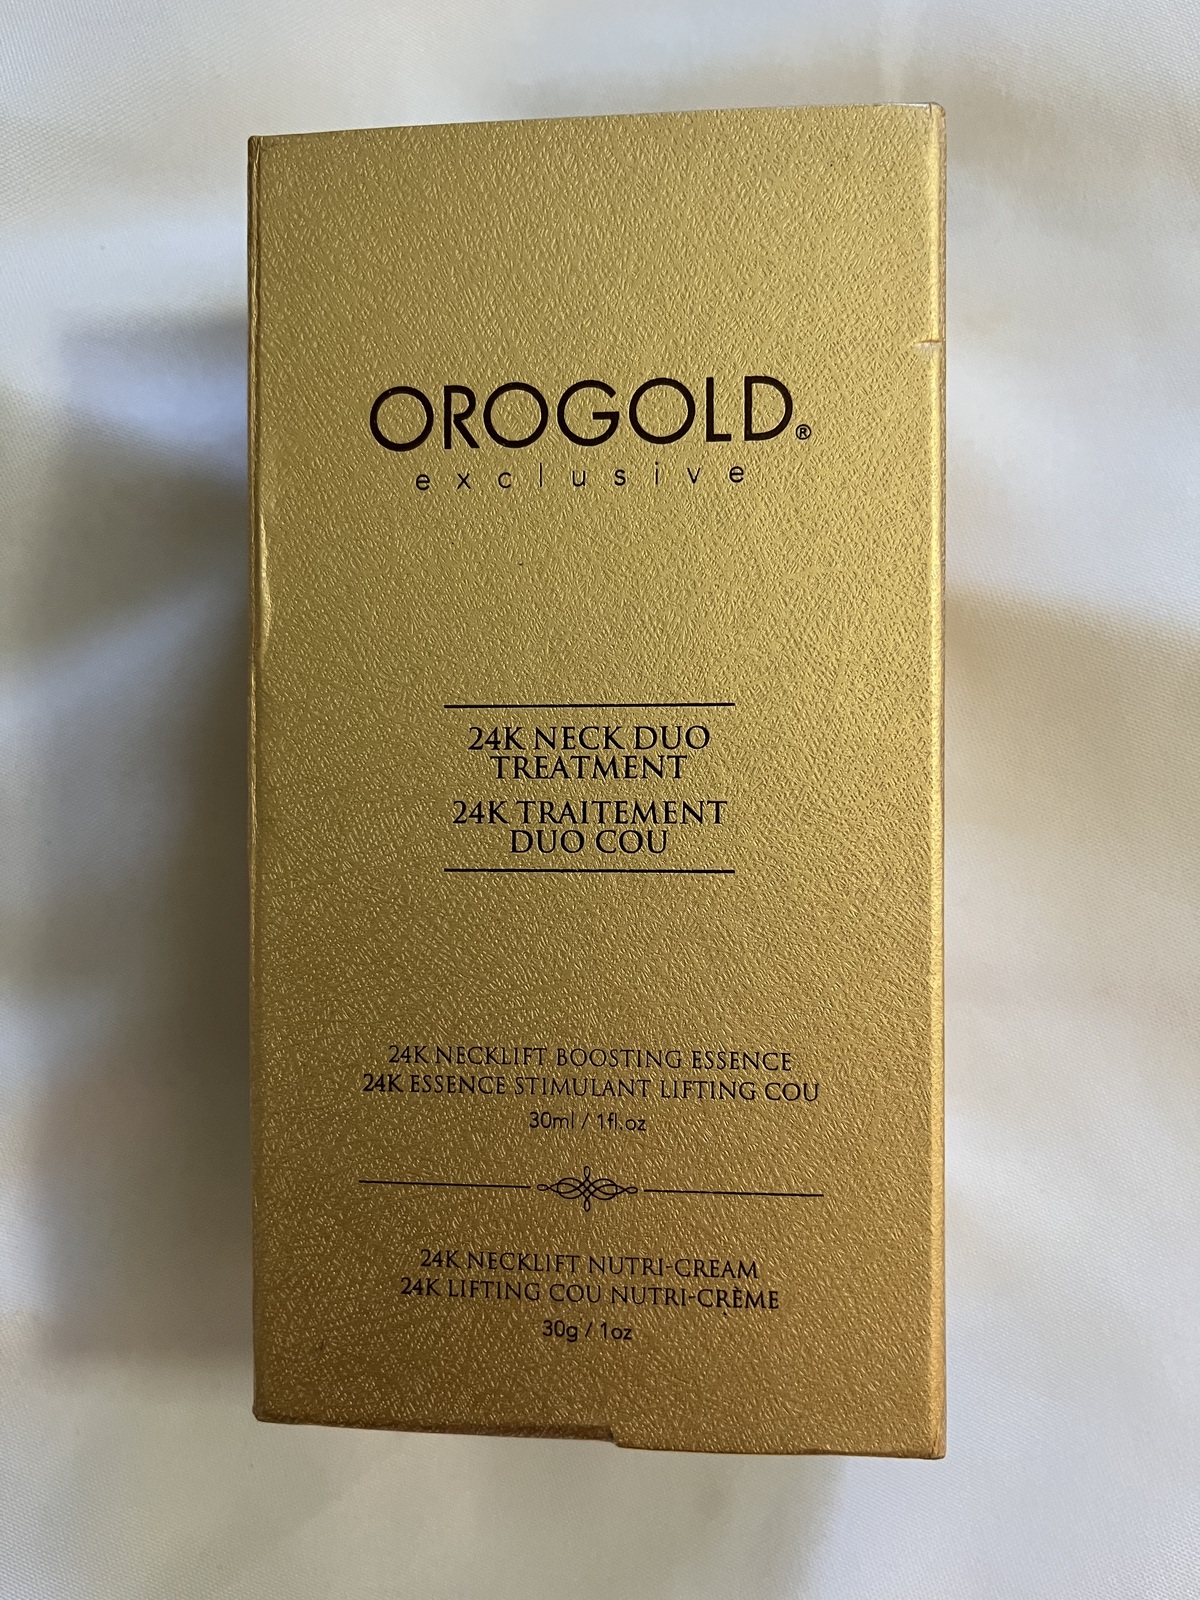 OROGOLD®
exclusive
24K NECK DUO
TREATMENT
24K TRAITEMENT
DUO COU
24K NECKLIFT BOOSTING ESSENCE
24K ESSENCE STIMULANT LIFTING COU
30ml / 1fl.oz
24K NECKLIFT NUTRI-CREAM
24K LIFTING COU NUTRI-CRÈME
30g / 1oz